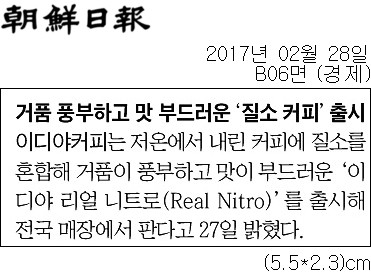 朝鮮日報
2017년 02월 28일
B06면 (경제)
거품 풍부하고 맛 부드러운 ‘질소 커피’ 출시
이디야커피는 저온에서 내린 커피에 질소를
혼합해 거품이 풍부하고 맛이 부드러운 ‘이
디야 리얼 니트로(Real Nitro)’를 출시해
전국 매장에서 판다고 27일 밝혔다.
(5.5*2.3)cm